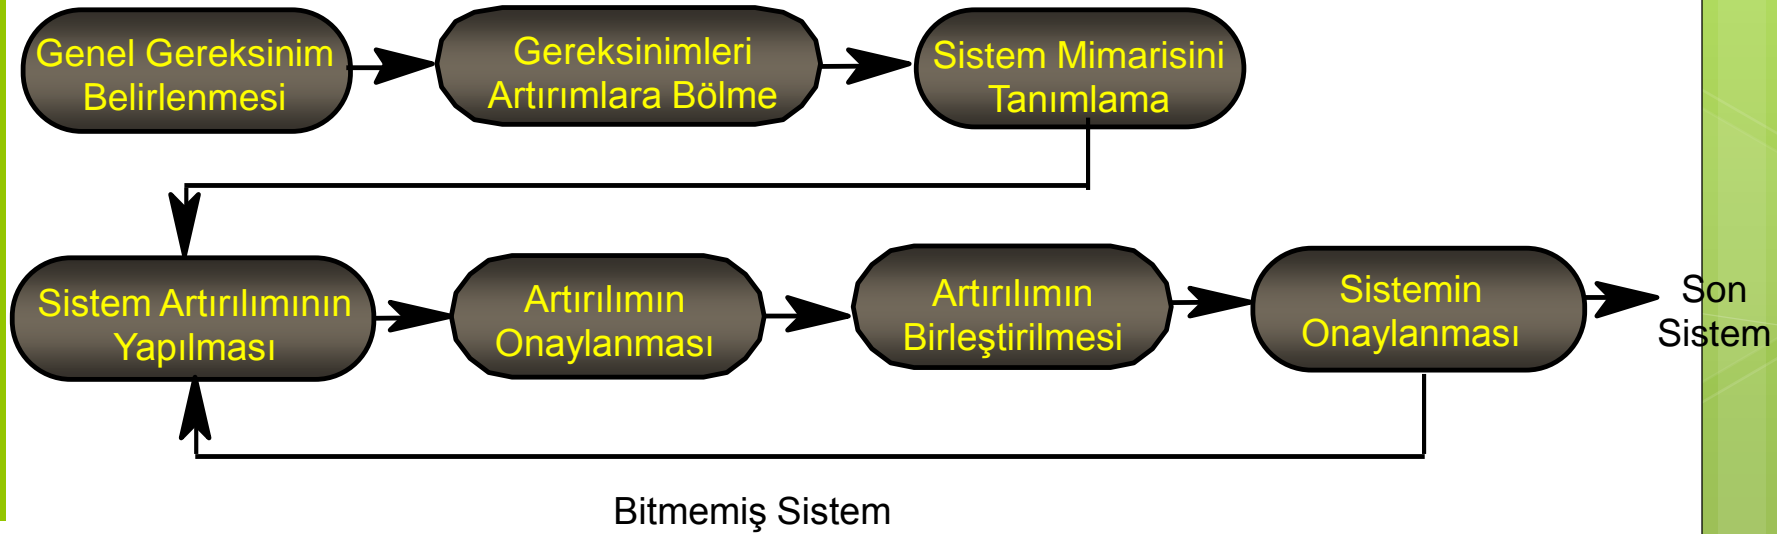 Genel Gereksinim
Belirlenmesi
Gereksinimleri
Artırımlara Bölme
Sistem Mimarisini
Tanımlama
Sistem Artırılımının
Yapılması
Artırılımın
Onaylanması
Artırılımın
Birleştirilmesi
Sistemin
Onaylanması
Son
Sistem
Bitmemiş Sistem